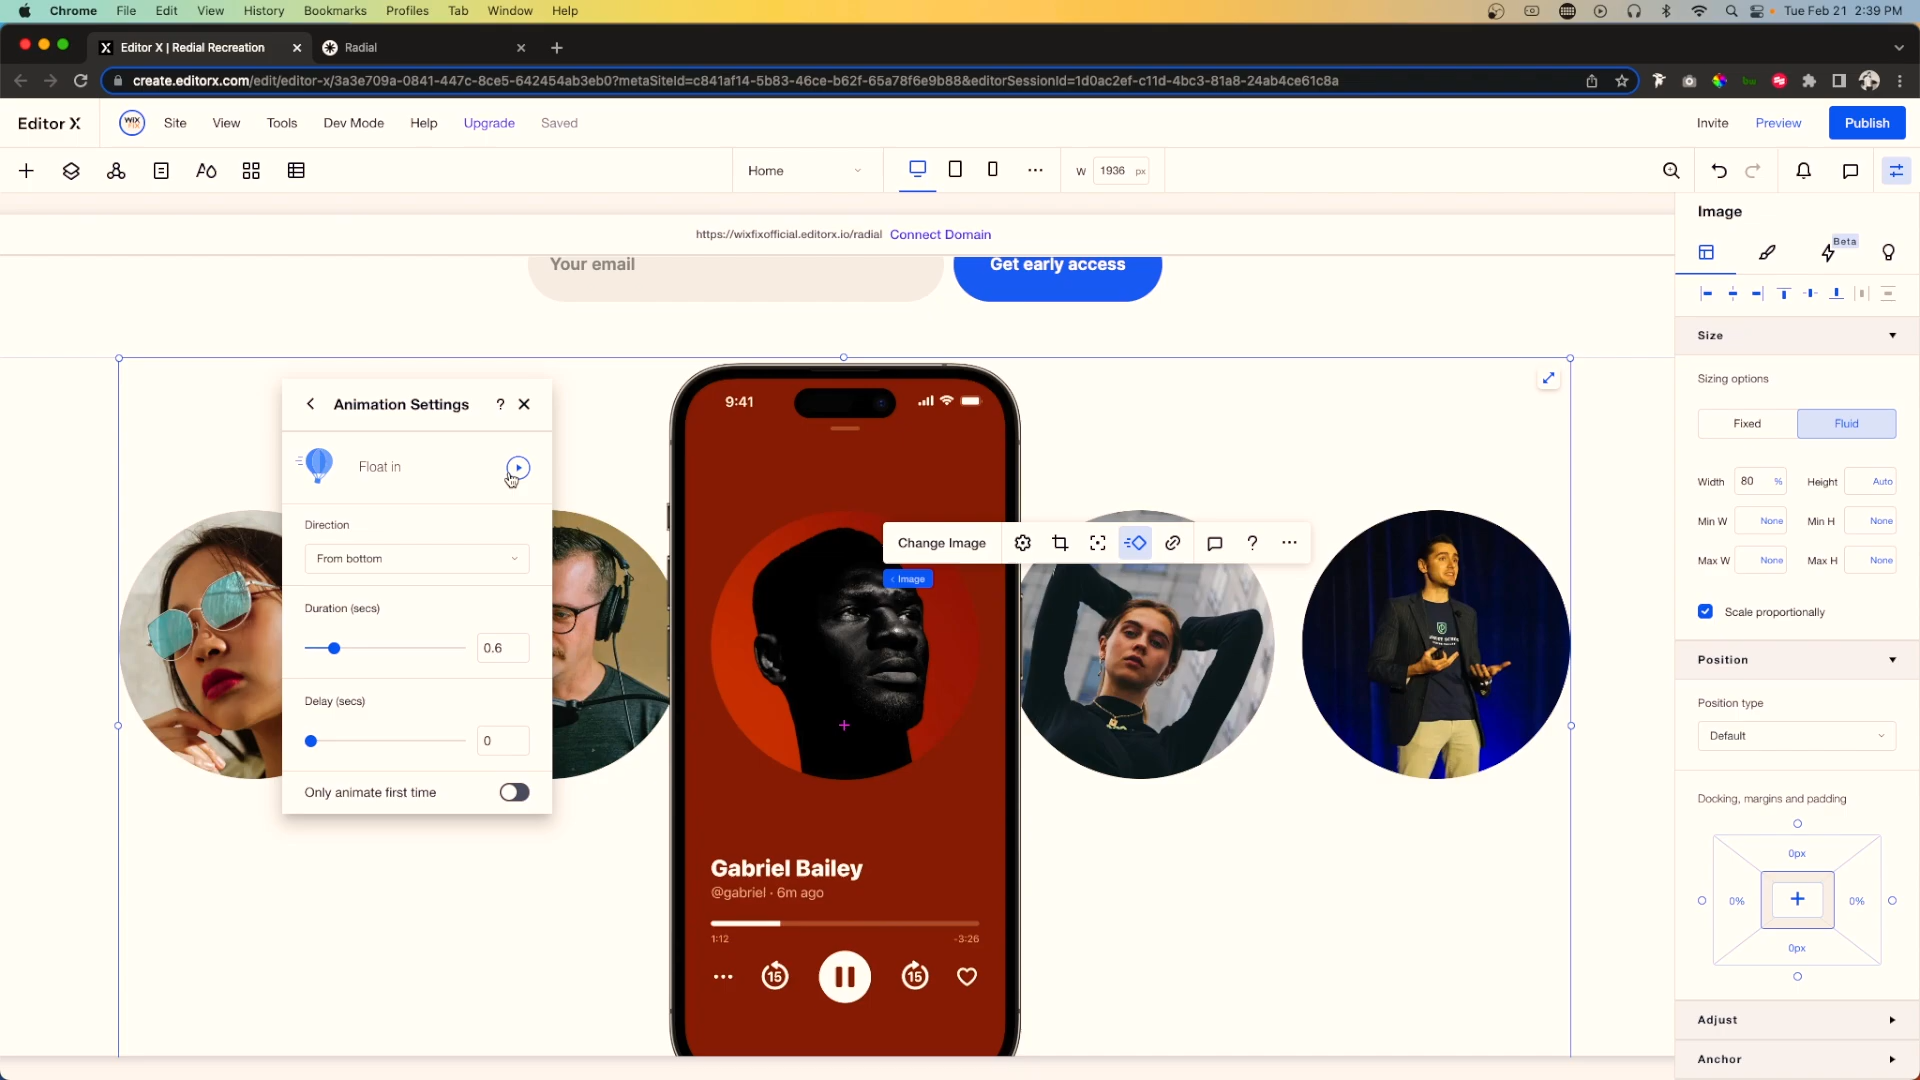 Chrome File Edit View History Bookmarks Profiles Tab Window Help Tue Feb 21 2:39 PM
Editor X | Redial Recreation
Radial
create.editorx.com/edit/editor-x/3a3e709a-0841-447c-8ce5-642454ab3eb0?metaSiteId=c841af14-5b83-46ce-b62f-65a78f6e9b88&editorSessionId=1d0ac2ef-c11d-4bc3-81a8-24ab4ce61c8a
Editor X WIX FIX Site View Tools Dev Mode Help Upgrade Saved Invite Preview Publish
Home W 1936 px
Image
https://wixfixofficial.editorx.io/radial Connect Domain
Beta
Your email Get early access
Size
Sizing options
Fixed Fluid
Width 80 % Height Auto
Min W None Min H None
Max W None Max H None
Scale proportionally
Position
Position type
Default
Docking, margins and padding
0px
0% 0%
0px
Adjust
Anchor
Animation Settings ?
Float in
Direction
From bottom
Duration (secs)
0.6
Delay (secs)
0
Only animate first time
9:41
Change Image ?
Image
Gabriel Bailey
@gabriel · 6m ago
1:12 -3:26
15 15